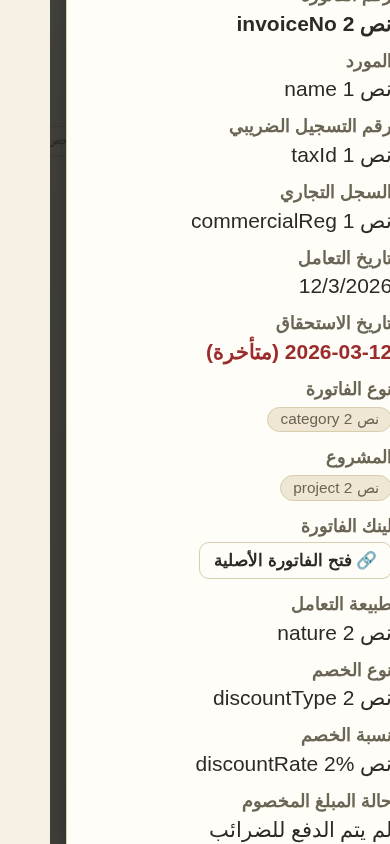 نص 2 invoiceNo
المورد
نص 1 name
رقم التسجيل الضريبي
نص 1 taxId
السجل التجاري
نص 1 commercialReg
تاريخ التعامل
12/3/2026
تاريخ الاستحقاق
2026-03-12 (متأخرة)
نوع الفاتورة
نص 2 category
المشروع
نص 2 project
لينك الفاتورة
🔗 فتح الفاتورة الأصلية
طبيعة التعامل
نص 2 nature
نوع الخصم
نص 2 discountType
نسبة الخصم
نص 2 discountRate%
حالة المبلغ المخصوم
لم يتم الدفع للضرائب